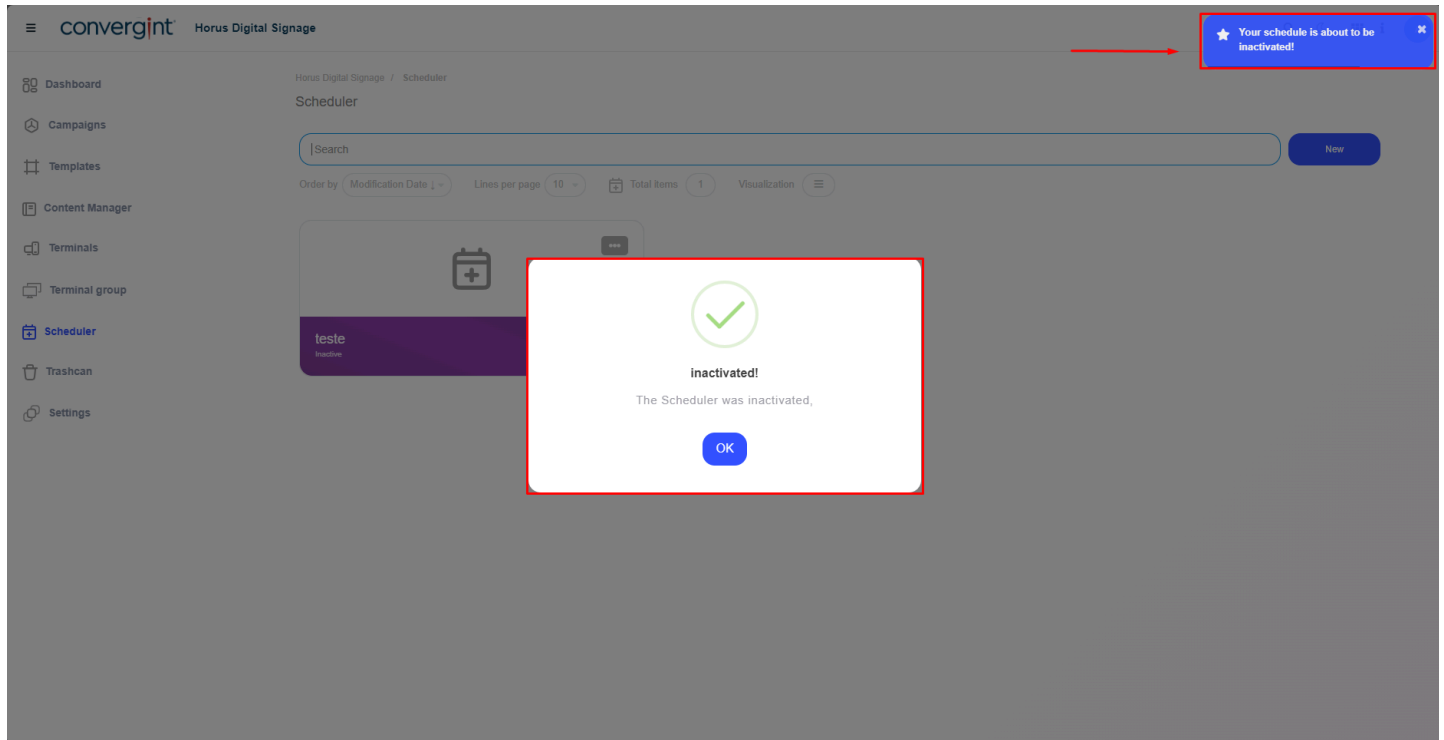 convergint Horus Digital Signage
Your schedule is about to be
inactivated!
Dashboard
Campaigns
Templates
Content Manager
Terminals
Terminal group
Scheduler
Trashcan
Settings
Horus Digital Signage / Scheduler
Scheduler
Search
New
Order by Modification Date ↓ Lines per page 10 Total items 1 Visualization
teste
Inactive
inactivated!
The Scheduler was inactivated,
OK